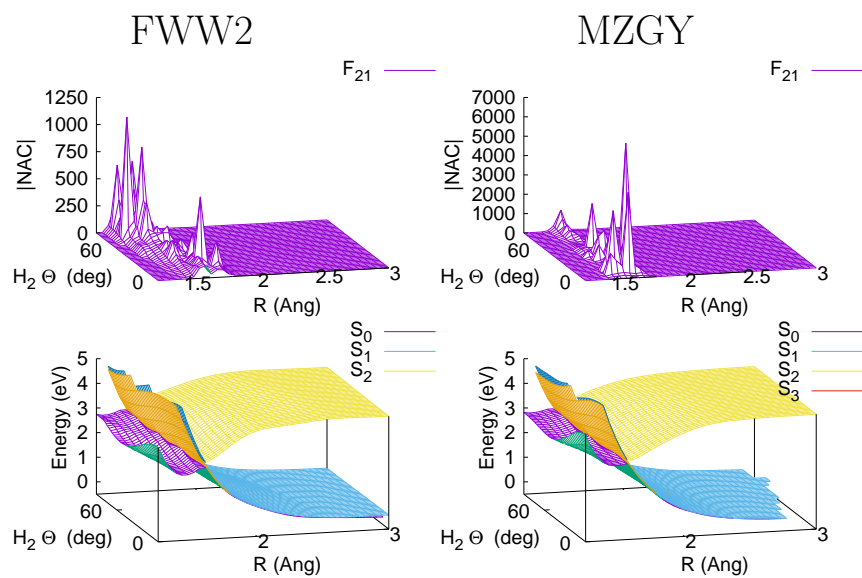 FWW2
MZGY
F21
1250
1000
750
500
250
0
|NAC|
60
0
H2 Θ (deg)
1.5
2
2.5
3
R (Ang)
F21
7000
6000
5000
4000
3000
2000
1000
0
|NAC|
60
0
H2 Θ (deg)
1.5
2
2.5
3
R (Ang)
S0
S1
S2
5
4
3
2
1
0
Energy (eV)
60
0
H2 Θ (deg)
2
3
R (Ang)
S0
S1
S2
S3
5
4
3
2
1
0
Energy (eV)
60
0
H2 Θ (deg)
2
3
R (Ang)